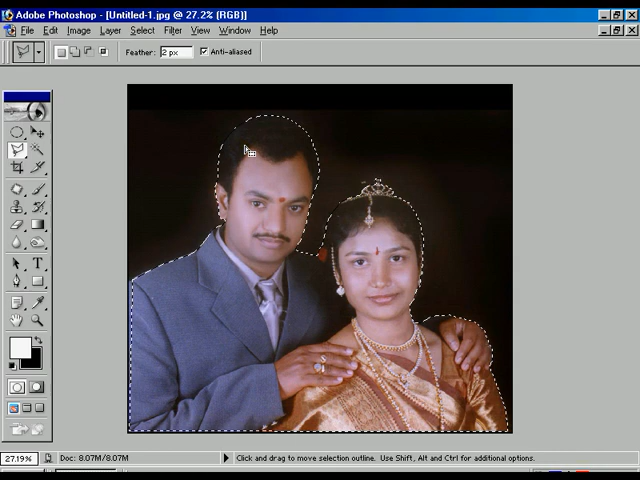 Adobe Photoshop - [Untitled-1.jpg @ 27.2% (RGB)]
File Edit Image Layer Select Filter View Window Help
Feather: 2 px Anti-aliased
T
27.19% Doc: 8.07M/8.07M Click and drag to move selection outline. Use Shift, Alt and Ctrl for additional options.